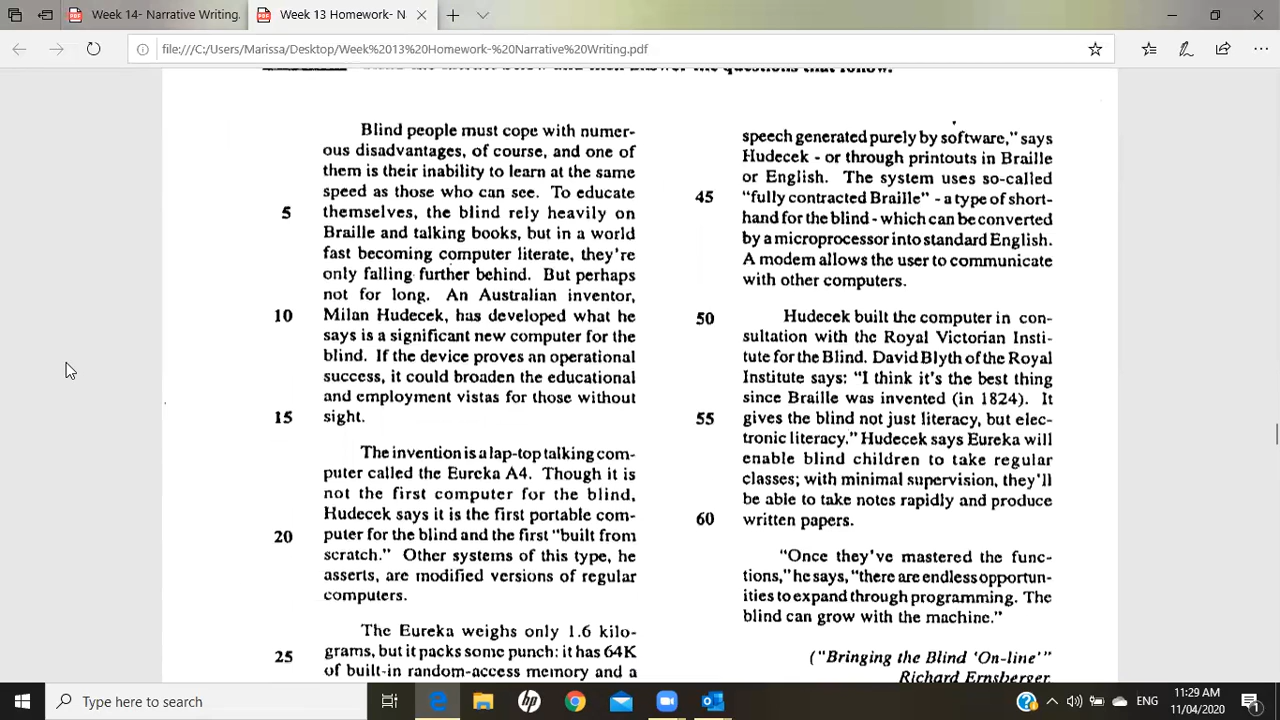 Week 14- Narrative Writing.
Week 13 Homework- N
file:///C:/Users/Marissa/Desktop/Week%2013%20Homework-%20Narrative%20Writing.pdf
the questions that follow.
Blind people must cope with numer-
ous disadvantages, of course, and one of
them is their inability to learn at the same
speed as those who can see. To educate
5 themselves, the blind rely heavily on
Braille and talking books, but in a world
fast becoming computer literate, they're
only falling further behind. But perhaps
not for long. An Australian inventor,
10 Milan Hudecek, has developed what he
says is a significant new computer for the
blind. If the device proves an operational
success, it could broaden the educational
and employment vistas for those without
15 sight.
The invention is a lap-top talking com-
puter called the Eureka A4. Though it is
not the first computer for the blind,
Hudecek says it is the first portable com-
20 puter for the blind and the first "built from
scratch." Other systems of this type, he
asserts, are modified versions of regular
computers.
The Eureka weighs only 1.6 kilo-
25 grams, but it packs some punch: it has 64K
of built-in random-access memory and a
speech generated purely by software," says
Hudecek - or through printouts in Braille
or English. The system uses so-called
45 "fully contracted Braille" - a type of short-
hand for the blind - which can be converted
by a microprocessor into standard English.
A modem allows the user to communicate
with other computers.
50 Hudecek built the computer in con-
sultation with the Royal Victorian Insti-
tute for the Blind. David Blyth of the Royal
Institute says: "I think it's the best thing
since Braille was invented (in 1824). It
55 gives the blind not just literacy, but elec-
tronic literacy." Hudecek says Eureka will
enable blind children to take regular
classes; with minimal supervision, they'll
be able to take notes rapidly and produce
60 written papers.
"Once they've mastered the func-
tions," he says, "there are endless opportun-
ities to expand through programming. The
blind can grow with the machine."
("Bringing the Blind 'On-line'"
Richard Ernsberger,
Type here to search
hp
ENG
11:29 AM
11/04/2020